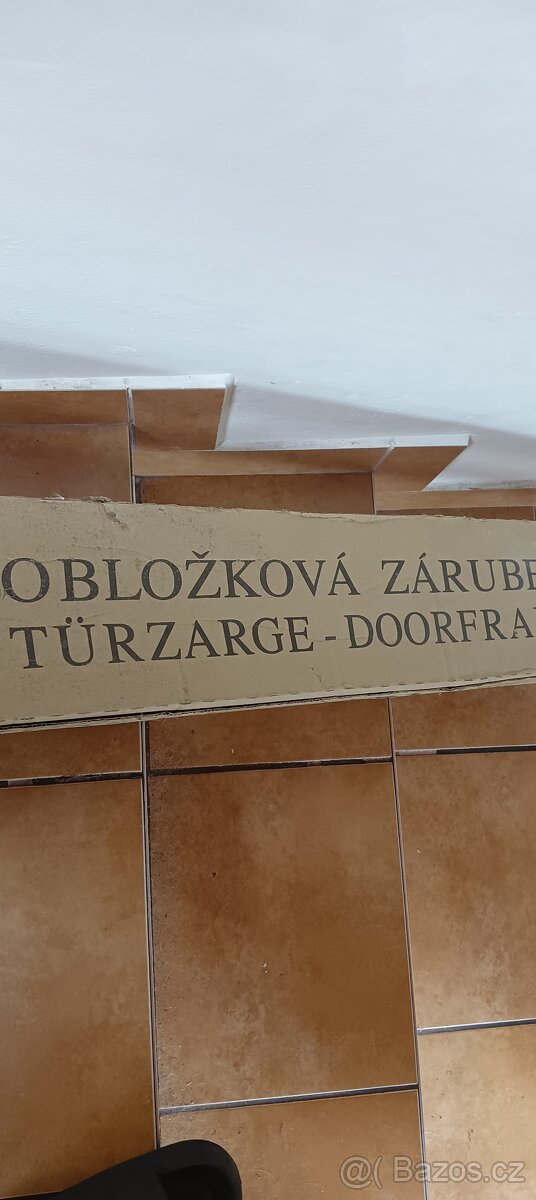 OBLOŽKOVÁ ZÁRUBE
TÜRZARGE - DOORFRA
@ Bazos.cz